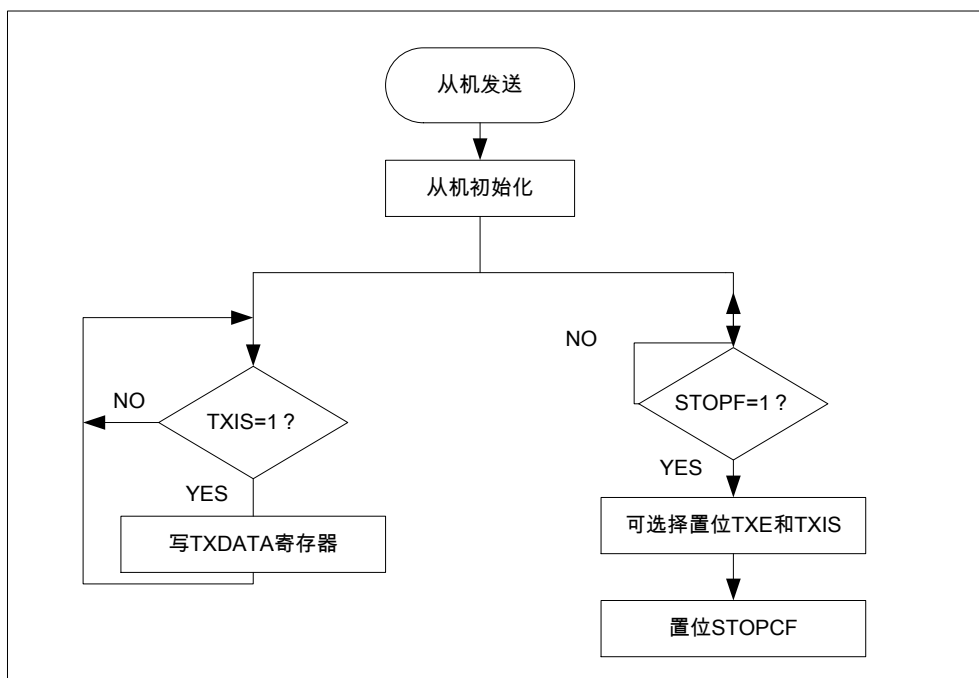 从机发送
从机初始化
NO
TXIS=1？
YES
写TXDATA寄存器
NO
STOPF=1？
YES
可选择置位TXE和TXIS
置位STOPCF